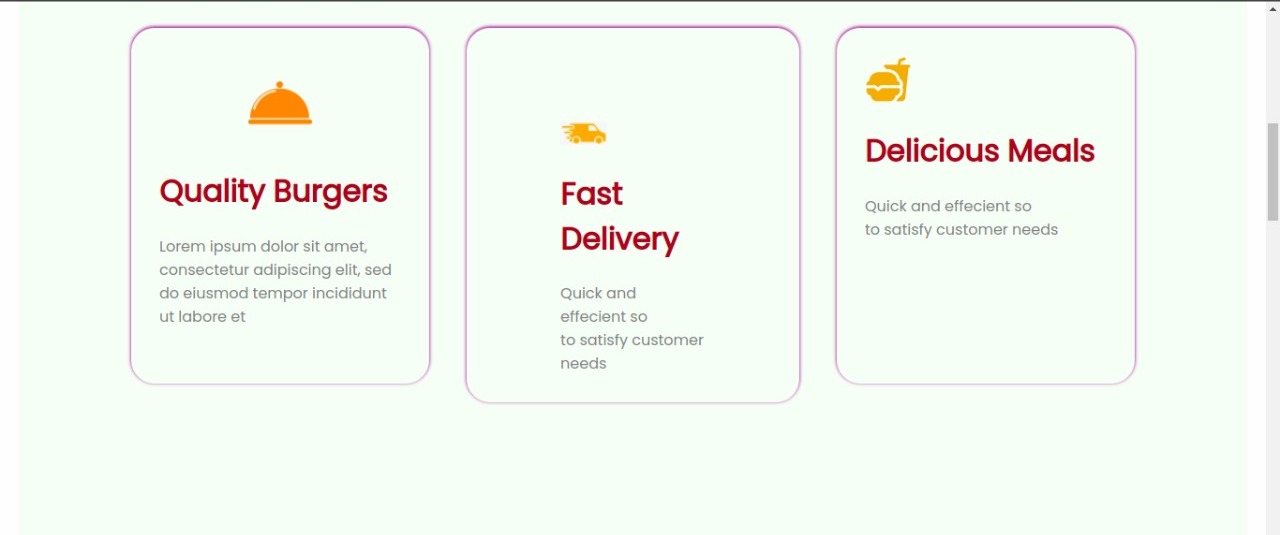 Quality Burgers
Lorem ipsum dolor sit amet,
consectetur adipiscing elit, sed
do eiusmod tempor incididunt
ut labore et
Fast
Delivery
Quick and
effecient so
to satisfy customer
needs
Delicious Meals
Quick and effecient so
to satisfy customer needs